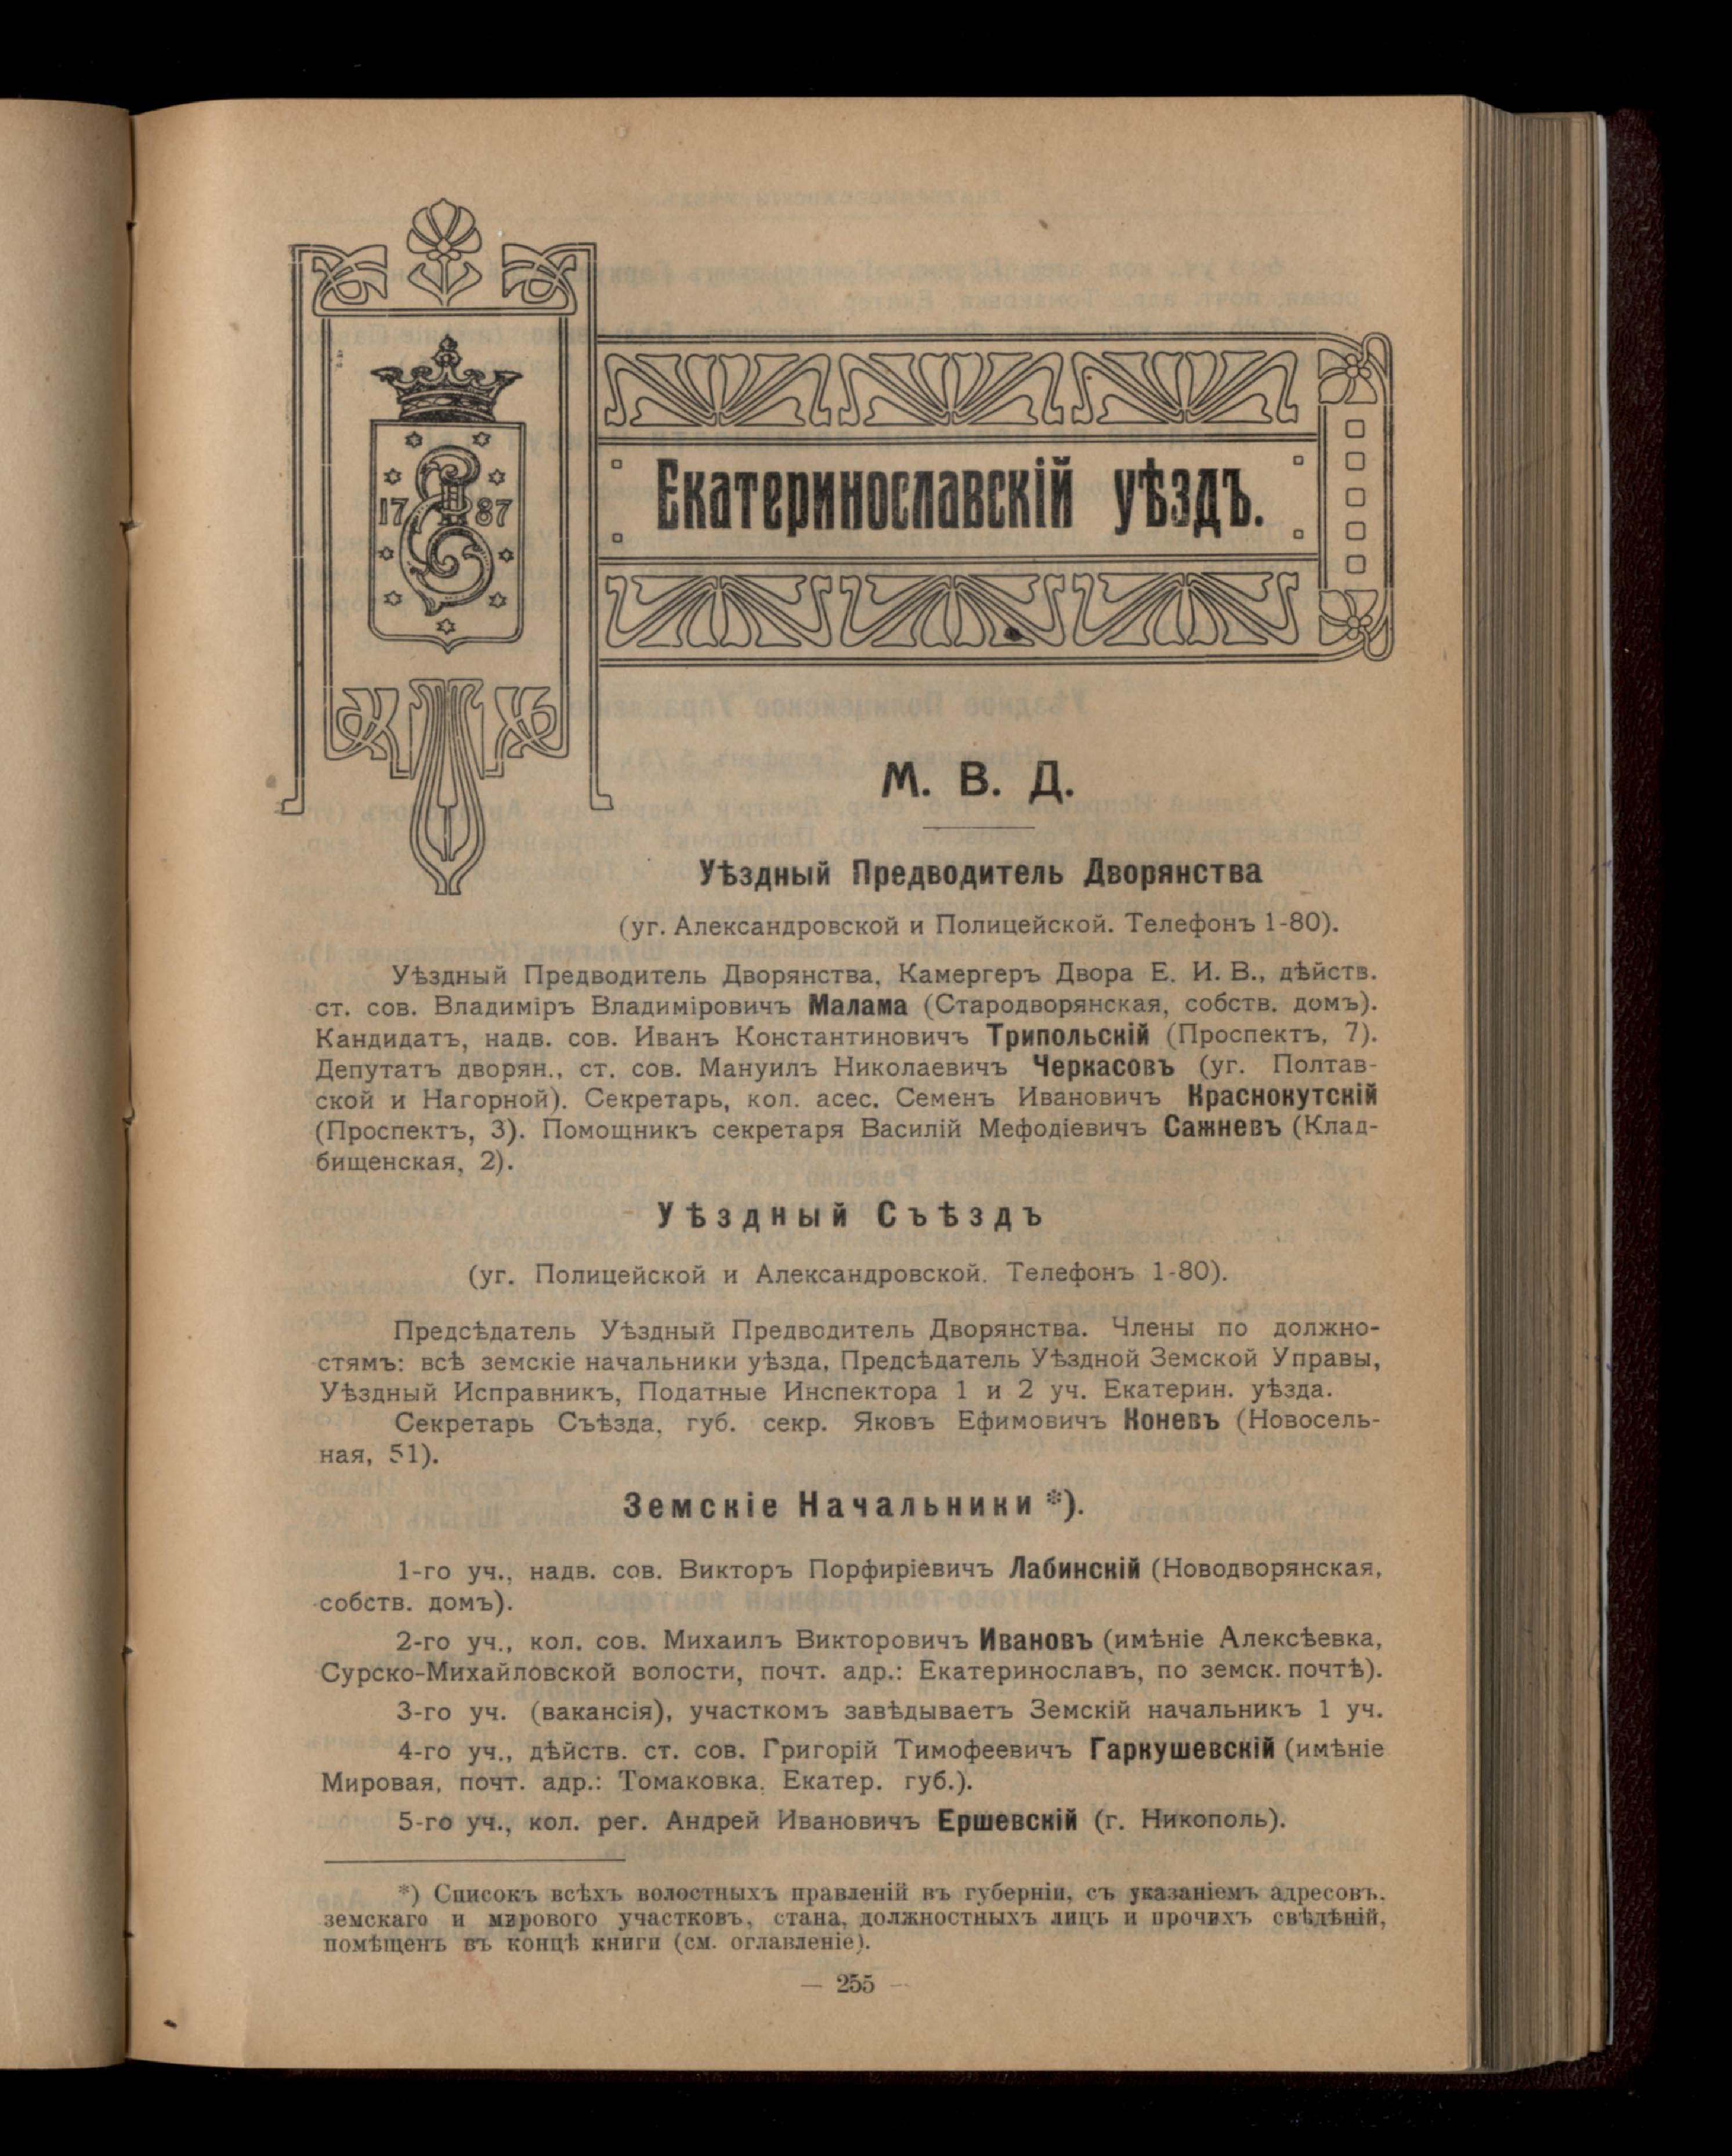 1787
Екатеринославскій уѣздъ.
М. В. Д.
Уѣздный Предводитель Дворянства
(уг. Александровской и Полицейской. Телефонъ 1-80).
Уѣздный Предводитель Дворянства, Камергеръ Двора Е. И. В., дѣйств.
ст. сов. Владиміръ Владиміровичъ Малама (Стародворянская, собств. домъ).
Кандидатъ, надв. сов. Иванъ Константиновичъ Трипольскій (Проспектъ, 7).
Депутатъ дворян., ст. сов. Мануилъ Николаевичъ Черкасовъ (уг. Полтав-
ской и Нагорной). Секретарь, кол. асес. Семенъ Ивановичъ Краснокутскій
(Проспектъ, 3). Помощникъ секретаря Василій Мефодіевичъ Сажневъ (Клад-
бищенская, 2).
Уѣздный Съѣздъ
(уг. Полицейской и Александровской. Телефонъ 1-80).
Предсѣдатель Уѣздный Предводитель Дворянства. Члены по должно-
стямъ: всѣ земскіе начальники уѣзда, Предсѣдатель Уѣздной Земской Управы,
Уѣздный Исправникъ, Податные Инспектора 1 и 2 уч. Екатерин. уѣзда.
Секретарь Съѣзда, губ. секр. Яковъ Ефимовичъ Коневъ (Новосель-
ная, 51).
Земскіе Начальники *).
1-го уч., надв. сов. Викторъ Порфиріевичъ Лабинскій (Новодворянская,
собств. домъ).
2-го уч., кол. сов. Михаилъ Викторовичъ Ивановъ (имѣніе Алексѣевка,
Сурско-Михайловской волости, почт. адр.: Екатеринославъ, по земск. почтѣ).
3-го уч. (вакансія), участкомъ завѣдываетъ Земскій начальникъ 1 уч.
4-го уч., дѣйств. ст. сов. Григорій Тимофеевичъ Гаркушевскій (имѣніе
Мировая, почт. адр.: Томаковка, Екатер. губ.).
5-го уч., кол. рег. Андрей Ивановичъ Ершевскій (г. Никополь).
*) Списокъ всѣхъ волостныхъ правленій въ губерніи, съ указаніемъ адресовъ,
земскаго и мирового участковъ, стана, должностныхъ лицъ и прочихъ свѣдѣній,
помѣщенъ въ концѣ книги (см. оглавленіе).
— 255 —